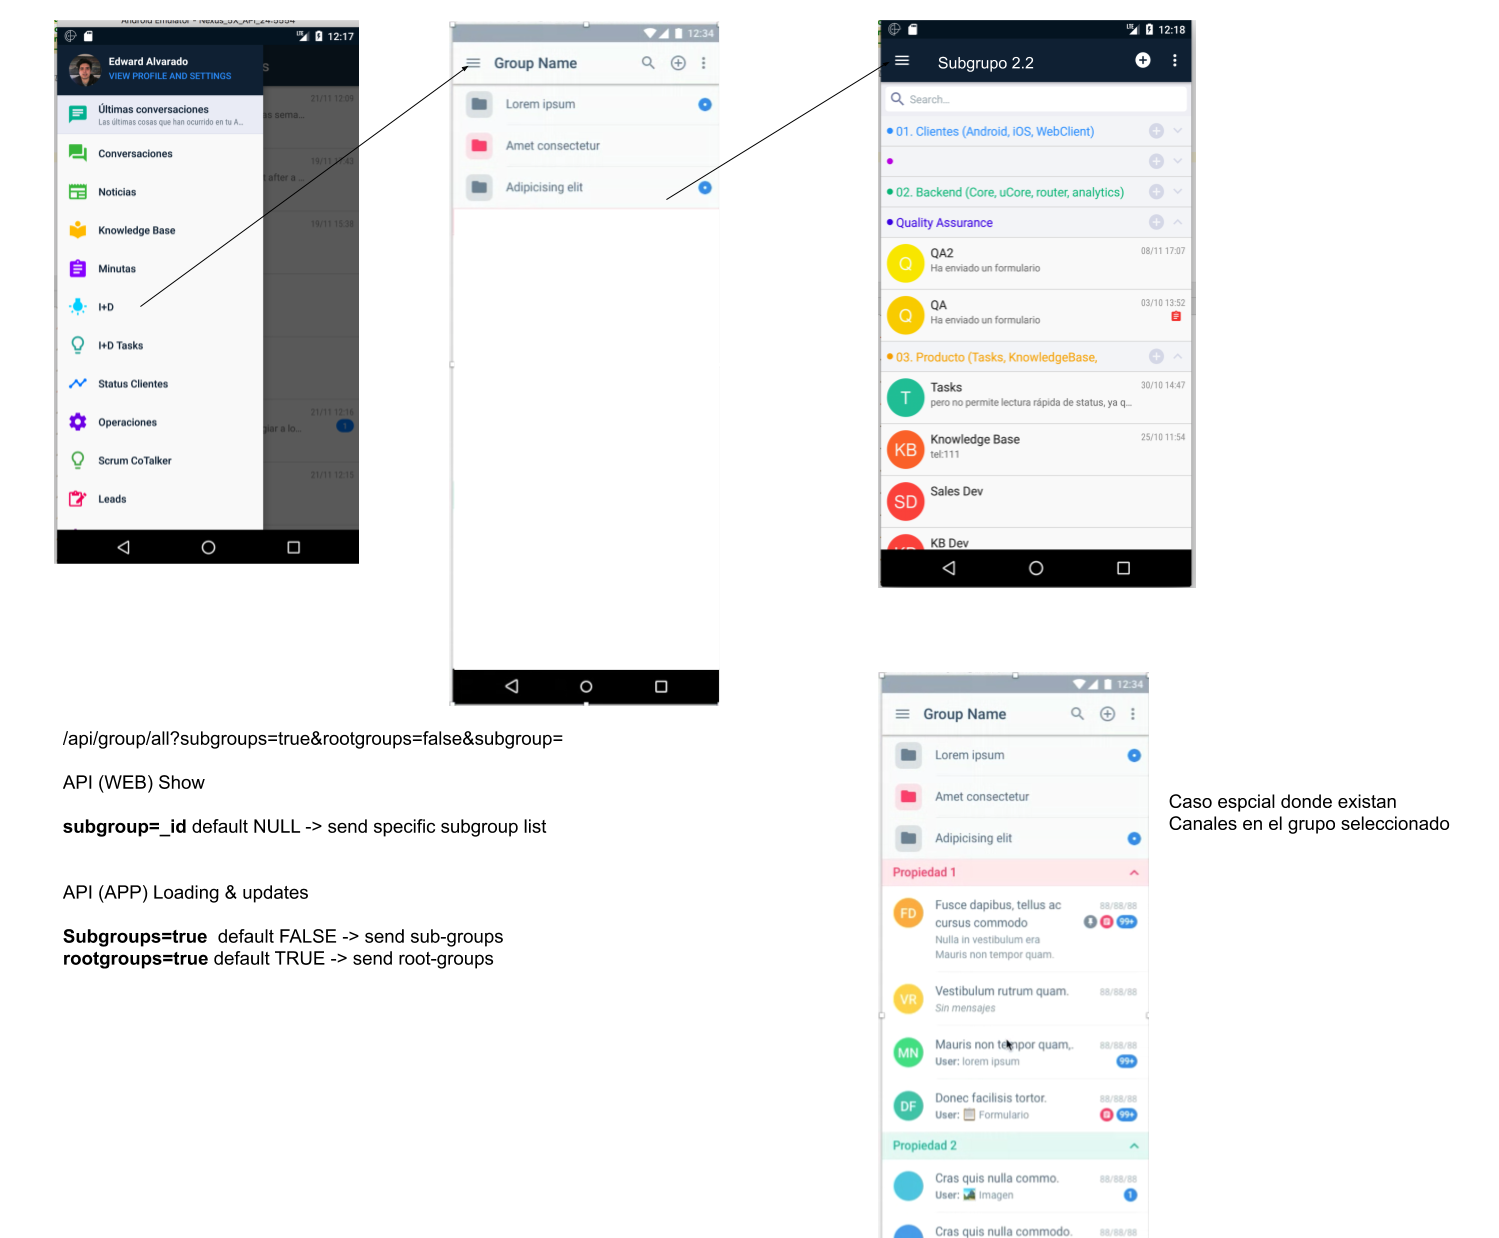 Android Emulator - Nexus_5X_API_24:5554
LTE 12:17
Edward Alvarado
VIEW PROFILE AND SETTINGS
s
Últimas conversaciones
Las últimas cosas que han ocurrido en tu A...
21/11 12:09
as sema...
Conversaciones
19/11 17:43
t after a ...
Noticias
Knowledge Base
19/11 15:38
Minutas
I+D
I+D Tasks
Status Clientes
Operaciones
21/11 12:16
giar a lo...
1
Scrum CoTalker
21/11 12:15
Leads
12:34
Group Name
Lorem ipsum
Amet consectetur
Adipicising elit
LTE 12:18
Subgrupo 2.2
Search...
01. Clientes (Android, iOS, WebClient)
02. Backend (Core, uCore, router, analytics)
Quality Assurance
Q
QA2
08/11 17:07
Ha enviado un formulario
Q
QA
03/10 13:52
Ha enviado un formulario
03. Producto (Tasks, KnowledgeBase,
T
Tasks
30/10 14:47
pero no permite lectura rápida de status, ya q...
KB
Knowledge Base
25/10 11:54
tel:111
SD
Sales Dev
KB Dev
/api/group/all?subgroups=true&rootgroups=false&subgroup=
API (WEB) Show
subgroup=_id default NULL -> send specific subgroup list
API (APP) Loading & updates
Subgroups=true default FALSE -> send sub-groups
rootgroups=true default TRUE -> send root-groups
12:34
Group Name
Lorem ipsum
Amet consectetur
Adipicising elit
Propiedad 1
FD
Fusce dapibus, tellus ac
88/88/88
cursus commodo
99+
Nulla in vestibulum era
Mauris non tempor quam.
VR
Vestibulum rutrum quam.
88/88/88
Sin mensajes
MN
Mauris non tempor quam,.
88/88/88
User: lorem ipsum
99+
DF
Donec facilisis tortor.
88/88/88
User: Formulario
99+
Propiedad 2
Cras quis nulla commo.
88/88/88
User: Imagen
1
Cras quis nulla commodo.
88/88/88
Caso espcial donde existan
Canales en el grupo seleccionado